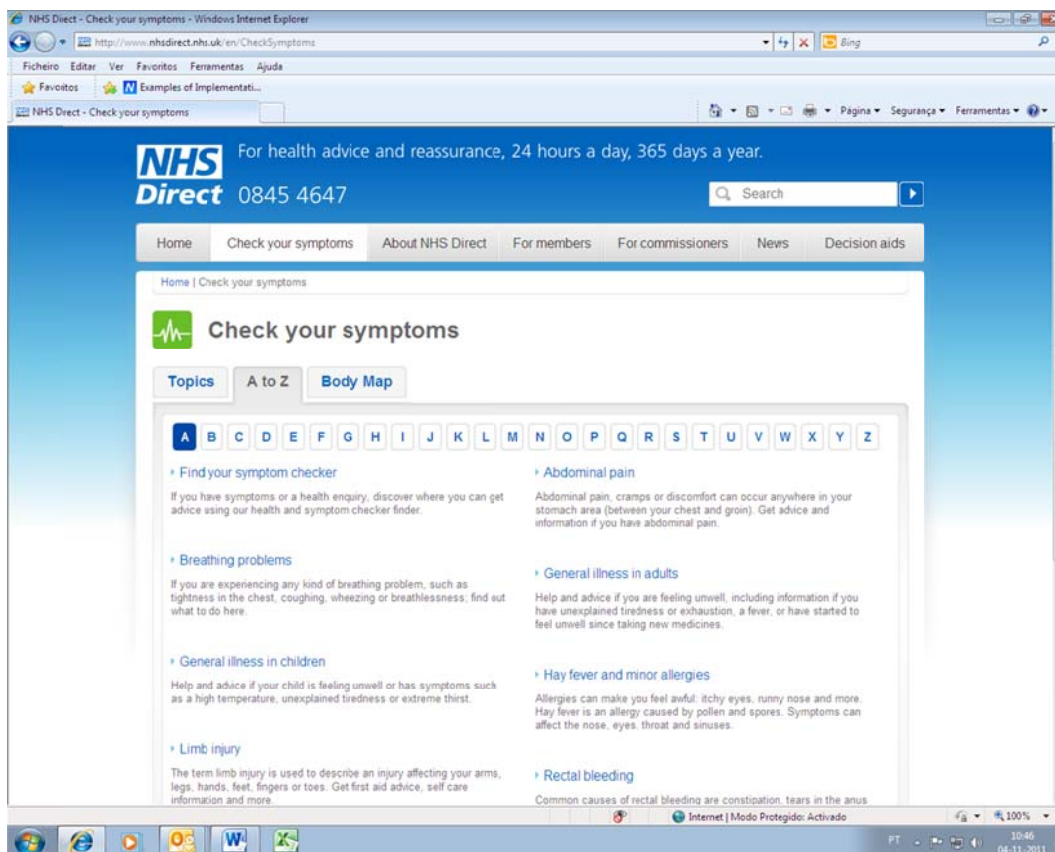 NHS Direct - Check your symptoms - Windows Internet Explorer
http://www.nhsdirect.nhs.uk/en/CheckSymptoms
Bing
Ficheiro Editar Ver Favoritos Ferramentas Ajuda
Favoritos
Examples of Implementati...
NHS Direct - Check your symptoms
Página Segurança Ferramentas
NHS Direct
For health advice and reassurance, 24 hours a day, 365 days a year.
0845 4647
Search
Home Check your symptoms About NHS Direct For members For commissioners News Decision aids
Home | Check your symptoms
Check your symptoms
Topics A to Z Body Map
A B C D E F G H I J K L M N O P Q R S T U V W X Y Z
Find your symptom checker
If you have symptoms or a health enquiry, discover where you can get
advice using our health and symptom checker finder.
Breathing problems
If you are experiencing any kind of breathing problem, such as
tightness in the chest, coughing, wheezing or breathlessness; find out
what to do here.
General illness in children
Help and advice if your child is feeling unwell or has symptoms such
as a high temperature, unexplained tiredness or extreme thirst.
Limb injury
The term limb injury is used to describe an injury affecting your arms,
legs, hands, feet, fingers or toes. Get first aid advice, self care
information and more.
Abdominal pain
Abdominal pain, cramps or discomfort can occur anywhere in your
stomach area (between your chest and groin). Get advice and
information if you have abdominal pain.
General illness in adults
Help and advice if you are feeling unwell, including information if you
have unexplained tiredness or exhaustion, a fever, or have started to
feel unwell since taking new medicines.
Hay fever and minor allergies
Allergies can make you feel awful: itchy eyes, runny nose and more.
Hay fever is an allergy caused by pollen and spores. Symptoms can
affect the nose, eyes, throat and sinuses.
Rectal bleeding
Common causes of rectal bleeding are constipation, tears in the anus
Internet | Modo Protegido: Activado
100%
PT
10:46
04-11-2011